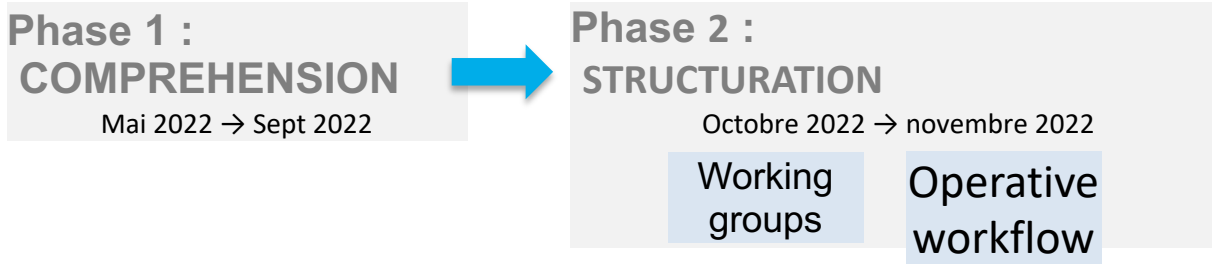 Phase 1 :
COMPREHENSION
Mai 2022 → Sept 2022
Phase 2 :
STRUCTURATION
Octobre 2022 → novembre 2022
Working
groups
Operative
workflow